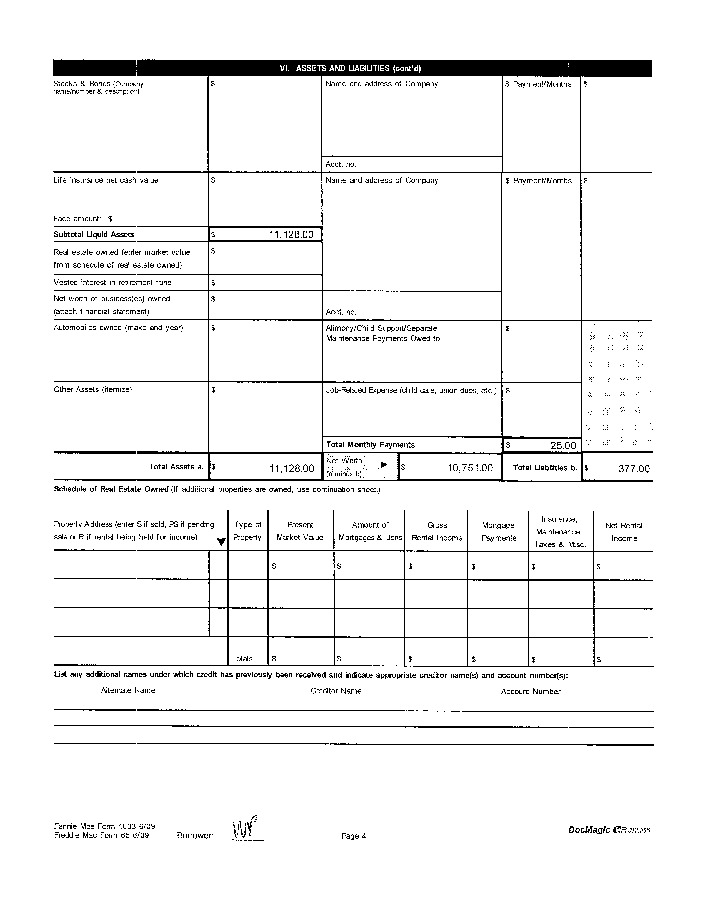 VI. ASSETS AND LIABILITIES (cont'd)
Stocks & Bonds (Company
name/number & description)
$
Name and address of Company
$ Payment/Months
$
Acct. no.
Life insurance net cash value
$
Name and address of Company
$ Payment/Months
$
Face amount: $
Subtotal Liquid Assets
$ 11,128.00
Real estate owned (enter market value
from schedule of real estate owned)
$
Vested interest in retirement fund
$
Net worth of business(es) owned
(attach financial statement)
$
Acct. no.
Automobiles owned (make and year)
$
Alimony/Child Support/Separate
Maintenance Payments Owed to:
$
Other Assets (itemize)
$
Job-Related Expense (child care, union dues, etc.)
$
Total Monthly Payments
$ 25.00
Total Assets a.
$ 11,128.00
Net Worth
(a minus b)
$ 10,751.00
Total Liabilities b.
$ 377.00
Schedule of Real Estate Owned (If additional properties are owned, use continuation sheet.)
Property Address (enter S if sold, PS if pending
sale or R if rental being held for income)
Type of
Property
Present
Market Value
Amount of
Mortgages & Liens
Gross
Rental Income
Mortgage
Payments
Insurance,
Maintenance,
Taxes & Misc.
Net Rental
Income
$ $ $ $ $ $
Totals $ $ $ $ $ $
List any additional names under which credit has previously been received and indicate appropriate creditor name(s) and account number(s):
Alternate Name Creditor Name Account Number
Fannie Mae Form 1003 6/09
Freddie Mac Form 65 6/09
Borrower
Page 4
DocMagic